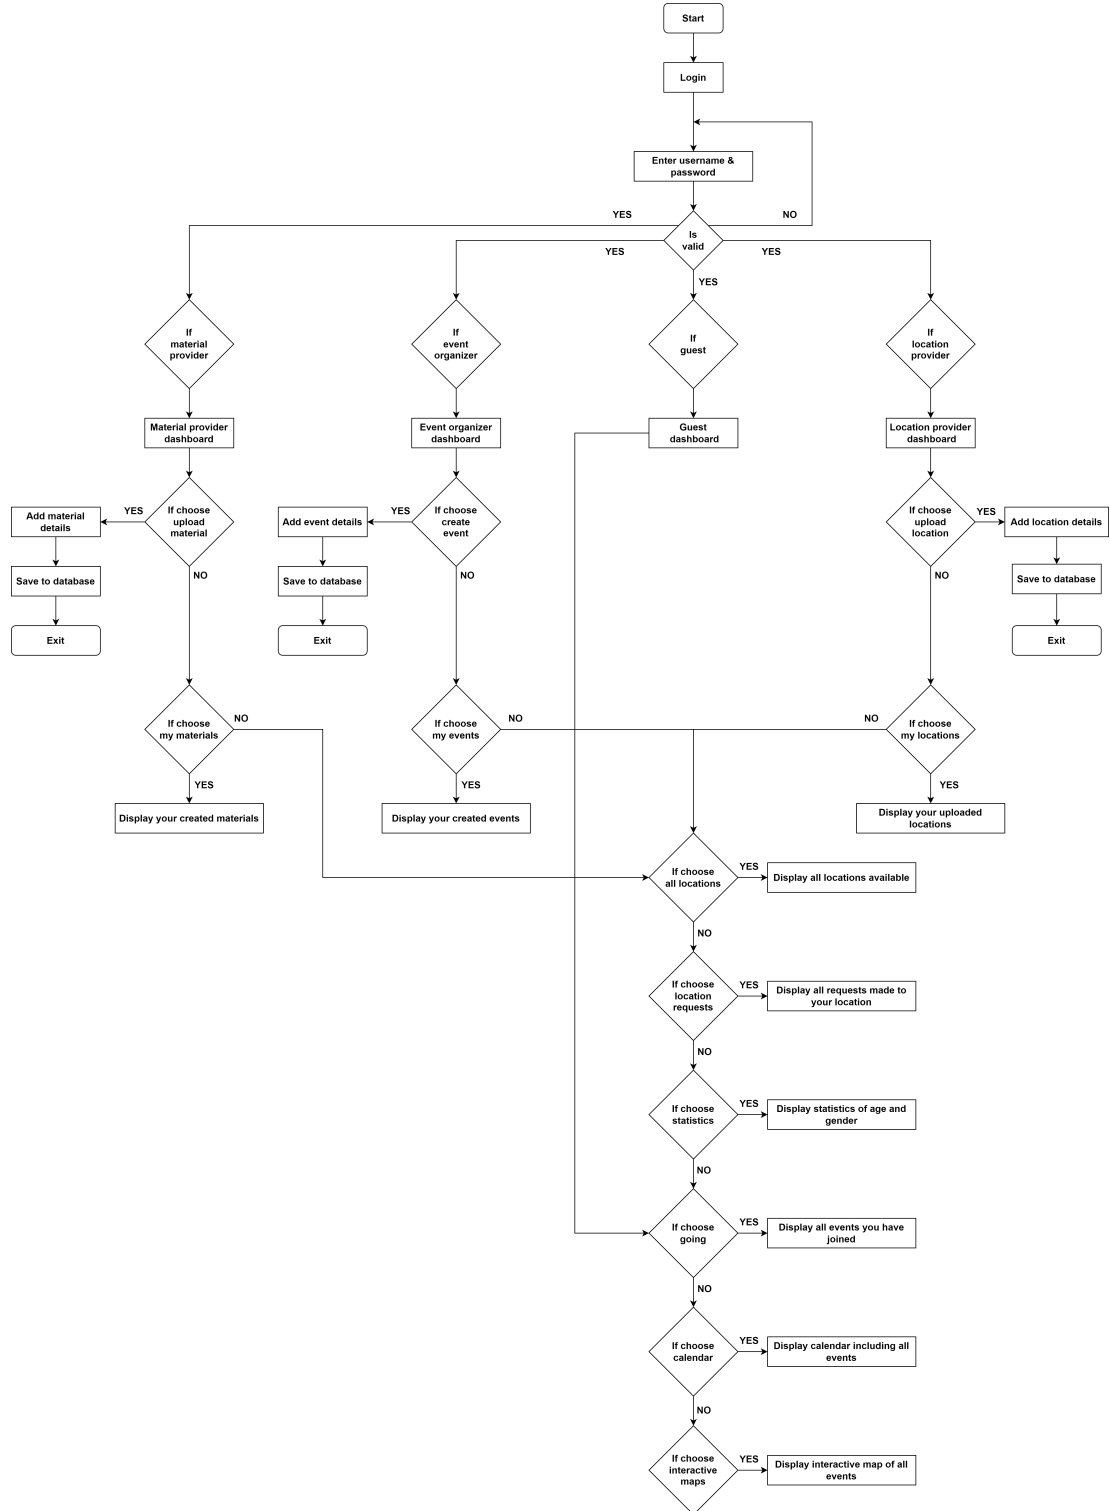 Start
Login
Enter username &
password
YES
NO
Is
valid
YES
YES
YES
If
material
provider
If
event
organizer
If
guest
If
location
provider
Material provider
dashboard
Event organizer
dashboard
Guest
dashboard
Location provider
dashboard
YES
If choose
upload
material
Add material
details
YES
If choose
create
event
Add event details
If choose
upload
location
YES
Add location details
NO
NO
NO
Save to database
Save to database
Save to database
Exit
Exit
Exit
If choose
my materials
NO
If choose
my events
NO
NO
If choose
my locations
YES
YES
YES
Display your created materials
Display your created events
Display your uploaded
locations
If choose
all locations
YES
Display all locations available
NO
If choose
location
requests
YES
Display all requests made to
your location
NO
If choose
statistics
YES
Display statistics of age and
gender
NO
If choose
going
YES
Display all events you have
joined
NO
If choose
calendar
YES
Display calendar including all
events
NO
If choose
interactive
maps
YES
Display interactive map of all
events